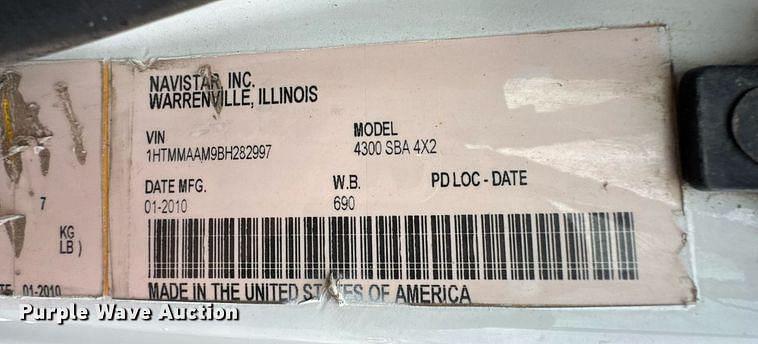 NAVISTAR, INC.
WARRENVILLE, ILLINOIS
VIN MODEL
1HTMMAAM9BH282997 4300 SBA 4X2
DATE MFG. W.B. PD LOC - DATE
01-2010 690
7
KG
LB )
01-2010
MADE IN THE UNITED STATES OF AMERICA
Purple Wave Auction